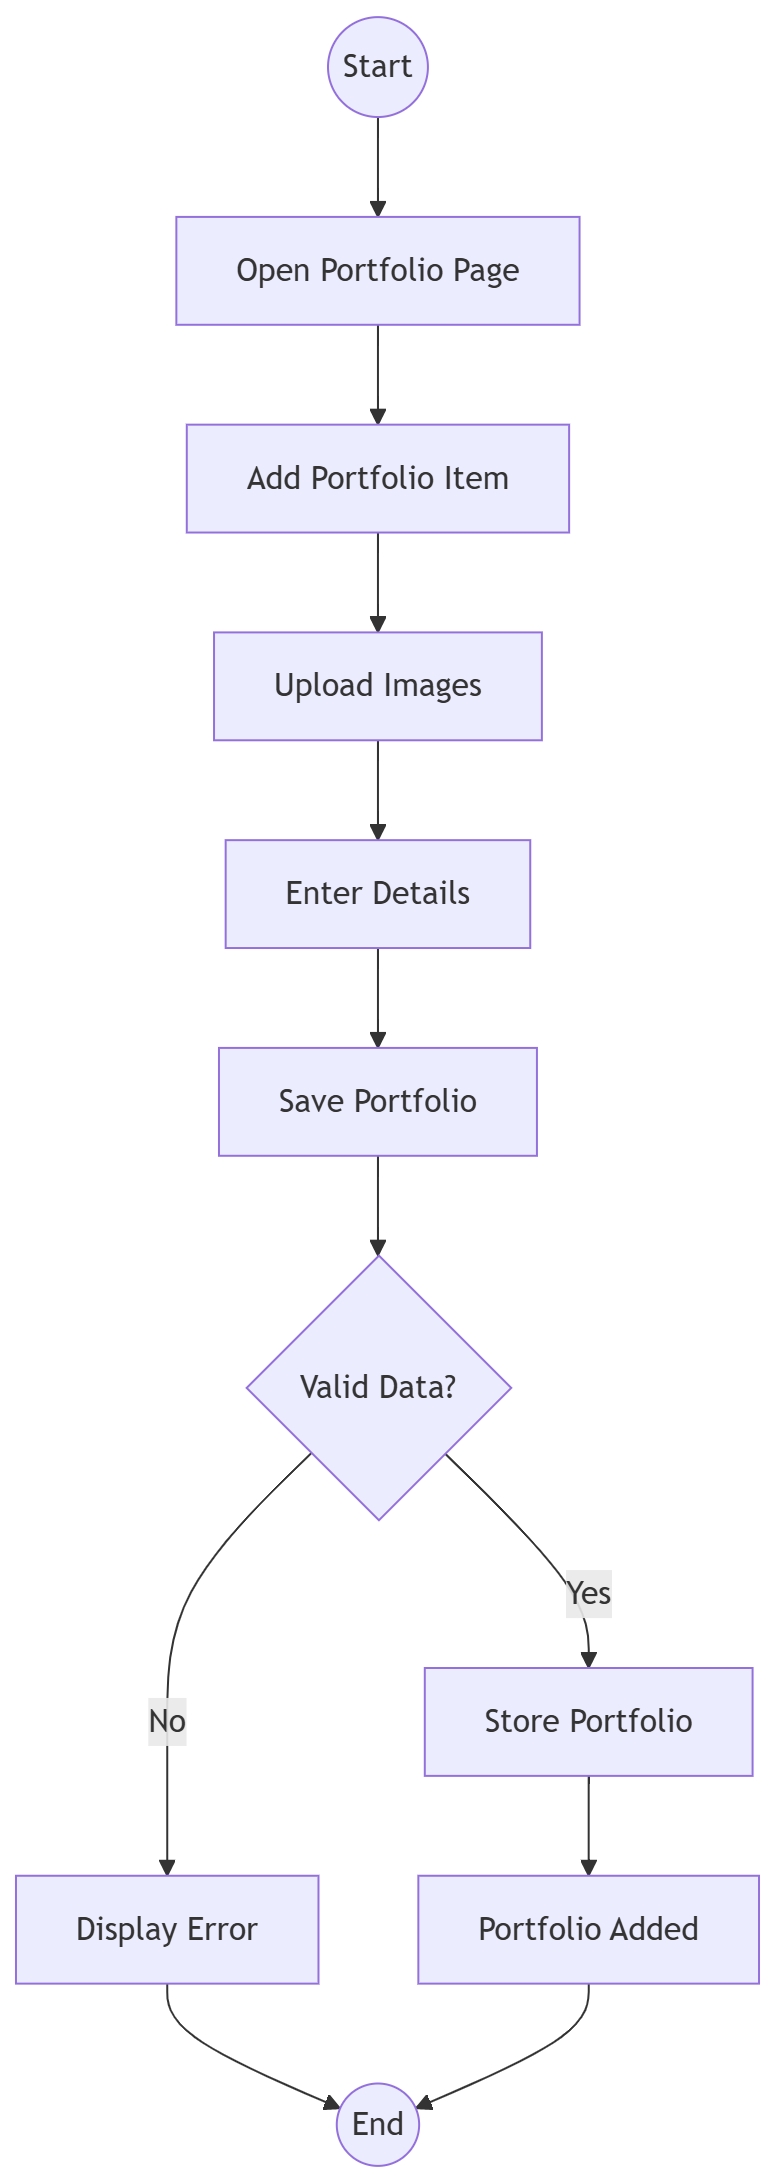 Start
Open Portfolio Page
Add Portfolio Item
Upload Images
Enter Details
Save Portfolio
Valid Data?
Yes
No
Store Portfolio
Display Error
Portfolio Added
End